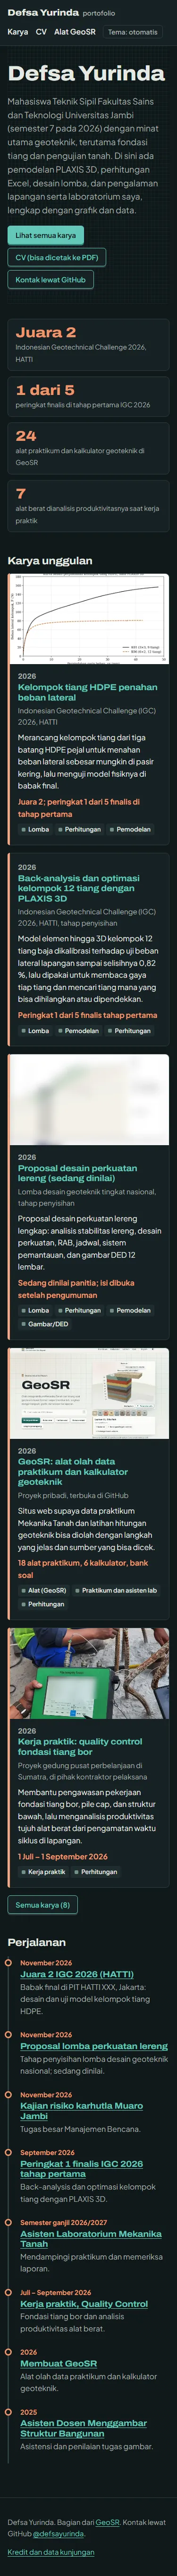 Defsa Yurinda portofolio
Karya CV Alat GeoSR Tema: otomatis
Defsa Yurinda
Mahasiswa Teknik Sipil Fakultas Sains
dan Teknologi Universitas Jambi
(semester 7 pada 2026) dengan minat
utama geoteknik, terutama fondasi
tiang dan pengujian tanah. Di sini ada
pemodelan PLAXIS 3D, perhitungan
Excel, desain lomba, dan pengalaman
lapangan serta laboratorium saya,
lengkap dengan grafik dan data.
Lihat semua karya
CV (bisa dicetak ke PDF)
Kontak lewat GitHub
Juara 2
Indonesian Geotechnical Challenge 2026,
HATTI
1 dari 5
peringkat finalis di tahap pertama IGC 2026
24
alat praktikum dan kalkulator geoteknik di
GeoSR
7
alat berat dianalisis produktivitasnya saat kerja
praktik
Karya unggulan
2026
Kelompok tiang HDPE penahan
beban lateral
Indonesian Geotechnical Challenge (IGC)
2026, HATTI
Merancang kelompok tiang dari tiga
batang HDPE pejal untuk menahan
beban lateral sebesar mungkin di pasir
kering, lalu menguji model fisiknya di
babak final.
Juara 2; peringkat 1 dari 5 finalis di
tahap pertama
Lomba Perhitungan Pemodelan
2026
Back-analysis dan optimasi
kelompok 12 tiang dengan
PLAXIS 3D
Indonesian Geotechnical Challenge (IGC)
2026, HATTI, tahap penyisihan
Model elemen hingga 3D kelompok 12
tiang baja dikalibrasi terhadap uji beban
lateral lapangan sampai selisihnya 0,82
%, lalu dipakai untuk membaca gaya
tiap tiang dan mencari tiang mana yang
bisa dihilangkan atau dipendekkan.
Peringkat 1 dari 5 finalis tahap pertama
Lomba Pemodelan Perhitungan
2026
Proposal desain perkuatan
lereng (sedang dinilai)
Lomba desain geoteknik tingkat nasional,
tahap penyisihan
Proposal desain perkuatan lereng
lengkap: analisis stabilitas lereng, desain
perkuatan, RAB, jadwal, sistem
pemantauan, dan gambar DED 12
lembar.
Sedang dinilai panitia; isi dibuka
setelah pengumuman
Lomba Perhitungan Pemodelan
Gambar/DED
GeoSR
2026
GeoSR: alat olah data
praktikum dan kalkulator
geoteknik
Proyek pribadi, terbuka di GitHub
Situs web supaya data praktikum
Mekanika Tanah dan latihan hitungan
geoteknik bisa diolah dengan langkah
yang jelas dan sumber yang bisa dicek.
18 alat praktikum, 6 kalkulator, bank
soal
Alat (GeoSR) Praktikum dan asisten lab
Perhitungan
2026
Kerja praktik: quality control
fondasi tiang bor
Proyek gedung pusat perbelanjaan di
Sumatra, di pihak kontraktor pelaksana
Membantu pengawasan pekerjaan
fondasi tiang bor, pile cap, dan struktur
bawah, lalu menganalisis produktivitas
tujuh alat berat dari pengamatan waktu
siklus di lapangan.
1 Juli – 1 September 2026
Kerja praktik Perhitungan
Semua karya (8)
Perjalanan
November 2026
Juara 2 IGC 2026 (HATTI)
Babak final di PIT HATTI XXX, Jakarta:
desain dan uji model kelompok tiang
HDPE.
November 2026
Proposal lomba perkuatan lereng
Tahap penyisihan lomba desain geoteknik
nasional; sedang dinilai.
November 2026
Kajian risiko karhutla Muaro
Jambi
Tugas besar Manajemen Bencana.
September 2026
Peringkat 1 finalis IGC 2026
tahap pertama
Back-analysis dan optimasi kelompok
tiang dengan PLAXIS 3D.
Semester ganjil 2026/2027
Asisten Laboratorium Mekanika
Tanah
Mendampingi praktikum dan memeriksa
laporan.
Juli – September 2026
Kerja praktik, Quality Control
Fondasi tiang bor dan analisis
produktivitas alat berat.
2026
Membuat GeoSR
Alat olah data praktikum dan kalkulator
geoteknik.
2025
Asisten Dosen Menggambar
Struktur Bangunan
Asistensi dan penilaian tugas gambar.
Defsa Yurinda. Bagian dari GeoSR. Kontak lewat
GitHub @defsayurinda.
Kredit dan data kunjungan